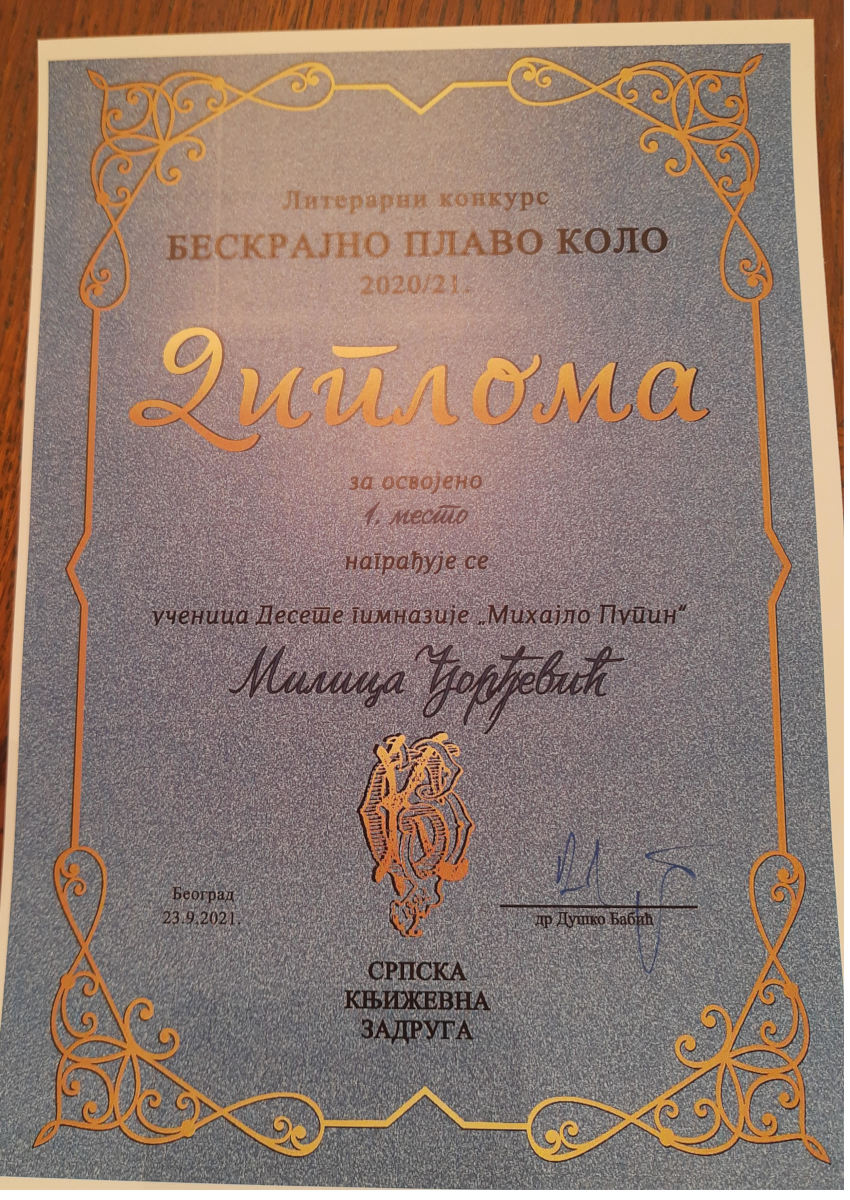 Литерарни конкурс
БЕСКРАЈНО ПЛАВО КОЛО
2020/21.
Диплома
за освојено
1. место
награђује се
ученица Десете гимназије „Михајло Пупин“
Милица Ђорђевић
Београд
23.9.2021.
др Душко Бабић
СРПСКА
КЊИЖЕВНА
ЗАДРУГА